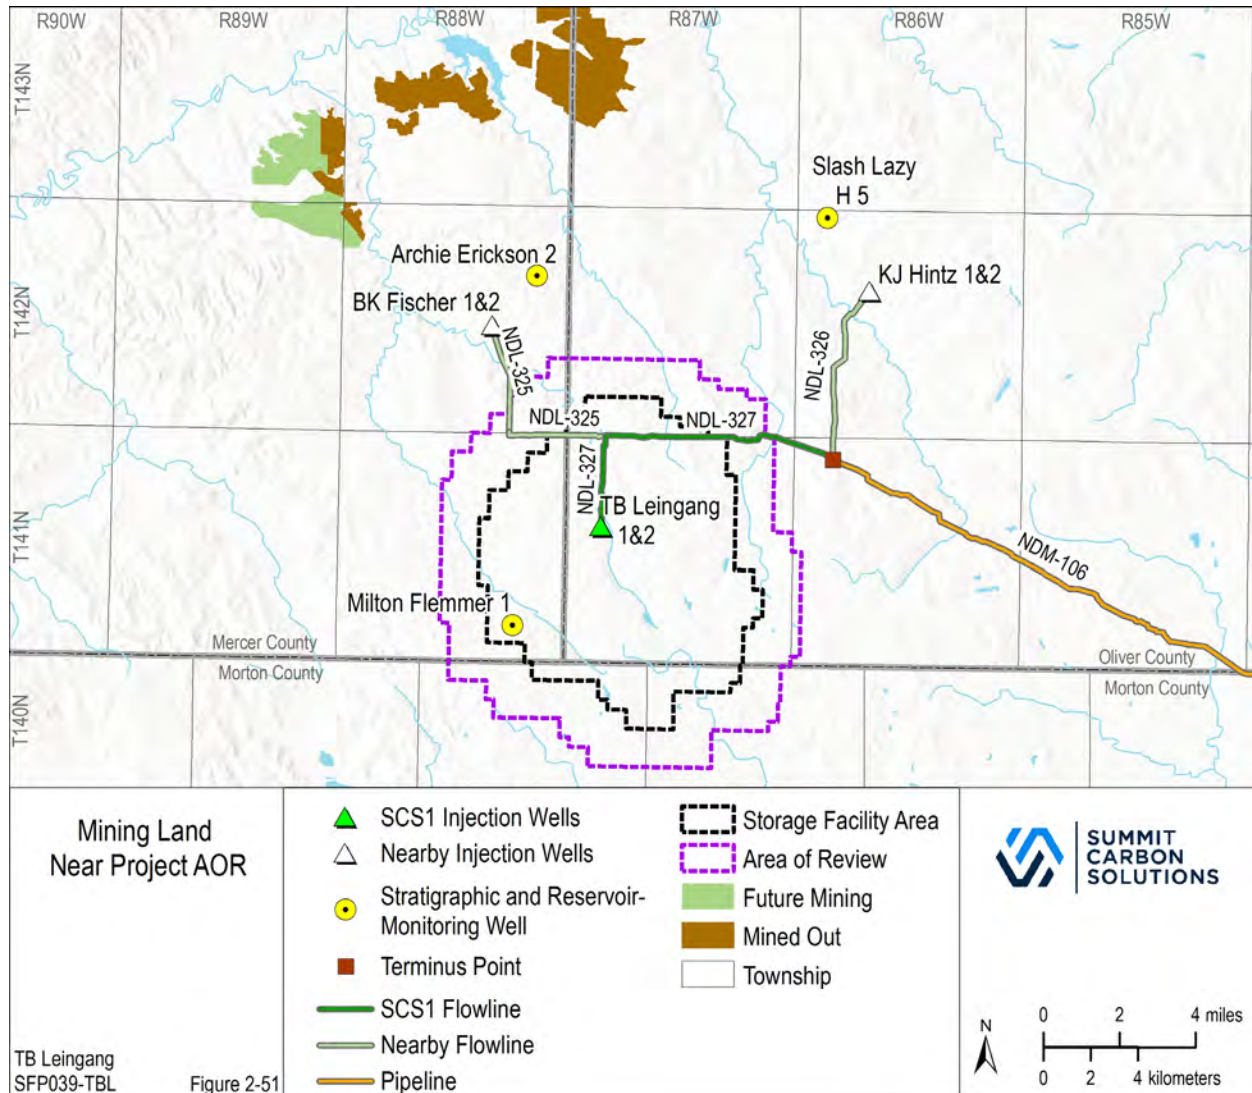 R90W
R89W
R88W
R87W
R86W
R85W
T143N
Slash Lazy
H 5
Archie Erickson 2
KJ Hintz 1&2
BK Fischer 1&2
T142N
NDL-325
NDL-326
NDL-325
NDL-327
NDL-327
TB Leingang
1&2
T141N
NDM-106
Milton Flemmer 1
Mercer County
Morton County
Oliver County
Morton County
T140N
Mining Land
Near Project AOR
TB Leingang
SFP039-TBL
Figure 2-51
SCS1 Injection Wells
Nearby Injection Wells
Stratigraphic and Reservoir-
Monitoring Well
Terminus Point
SCS1 Flowline
Nearby Flowline
Pipeline
Storage Facility Area
Area of Review
Future Mining
Mined Out
Township
SUMMIT
CARBON
SOLUTIONS
N
0 2 4 miles
0 2 4 kilometers